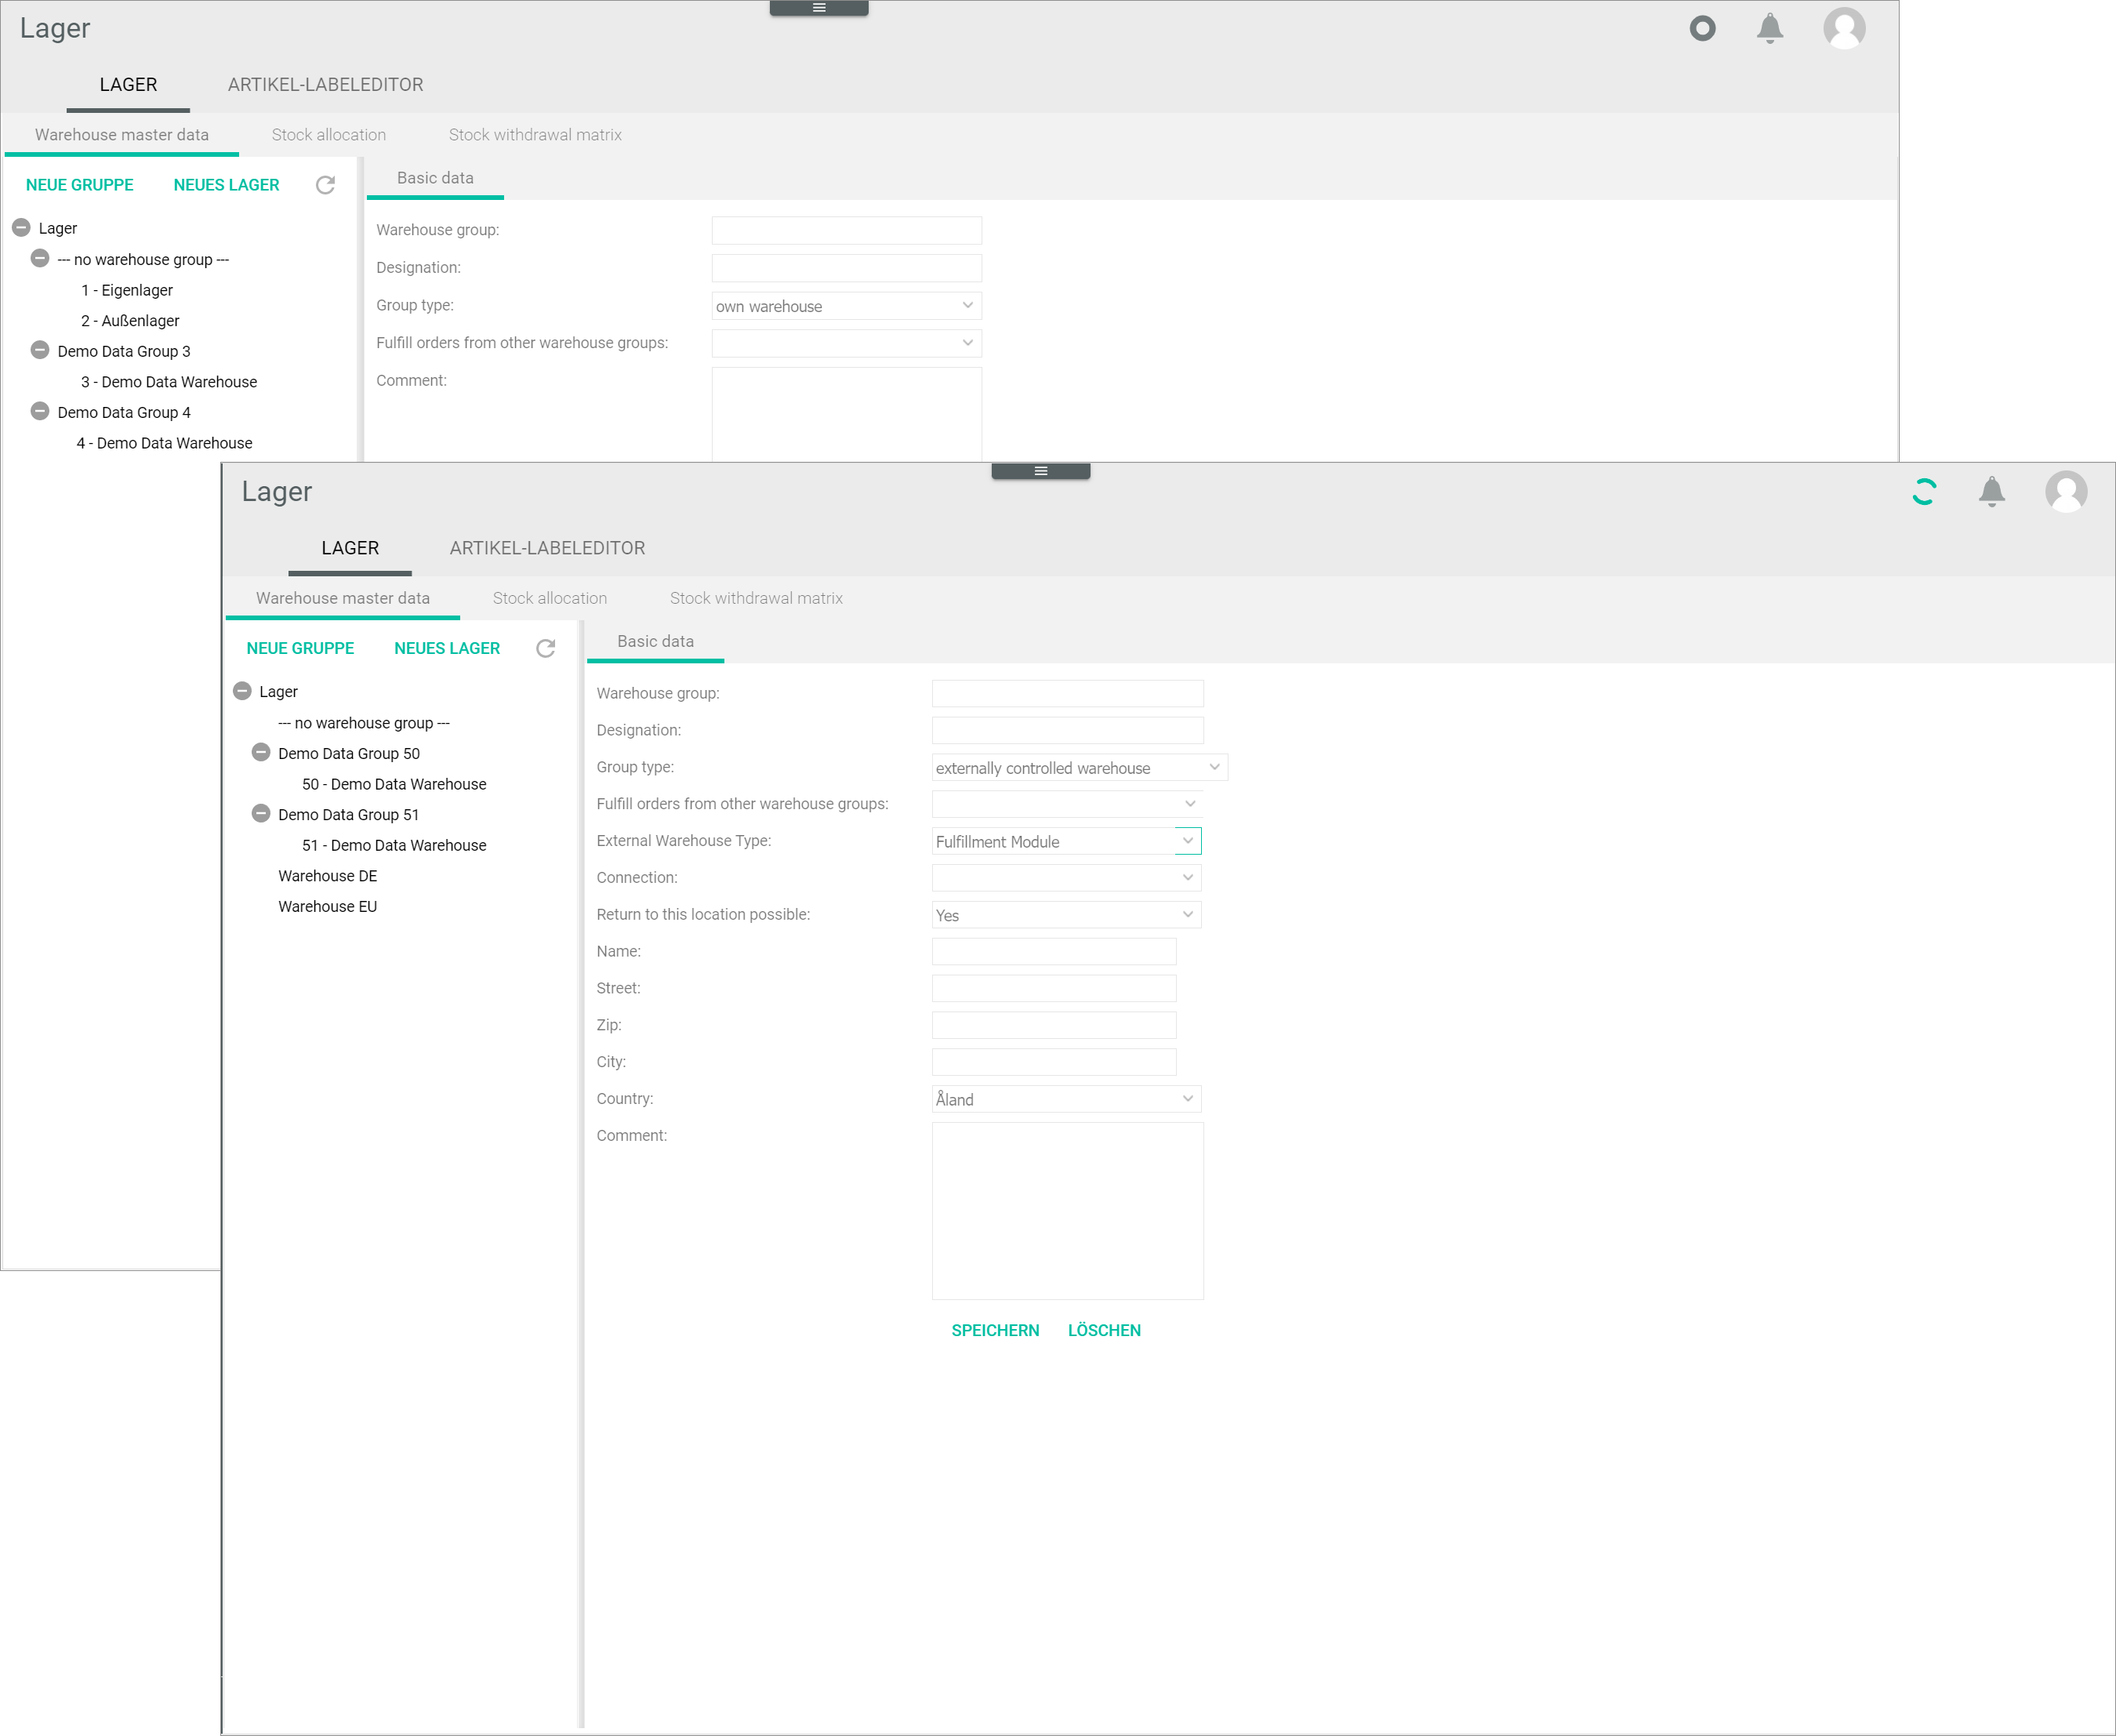 Lager
LAGER ARTIKEL-LABELEDITOR
Warehouse master data Stock allocation Stock withdrawal matrix
NEUE GRUPPE NEUES LAGER
Basic data
Lager
--- no warehouse group ---
1 - Eigenlager
2 - Außenlager
Demo Data Group 3
3 - Demo Data Warehouse
Demo Data Group 4
4 - Demo Data Warehouse
Warehouse group:
Designation:
Group type: own warehouse
Fulfill orders from other warehouse groups:
Comment:
Lager
LAGER ARTIKEL-LABELEDITOR
Warehouse master data Stock allocation Stock withdrawal matrix
NEUE GRUPPE NEUES LAGER
Basic data
Lager
--- no warehouse group ---
Demo Data Group 50
50 - Demo Data Warehouse
Demo Data Group 51
51 - Demo Data Warehouse
Warehouse DE
Warehouse EU
Warehouse group:
Designation:
Group type: externally controlled warehouse
Fulfill orders from other warehouse groups:
External Warehouse Type: Fulfillment Module
Connection:
Return to this location possible: Yes
Name:
Street:
Zip:
City:
Country: Åland
Comment:
SPEICHERN LÖSCHEN